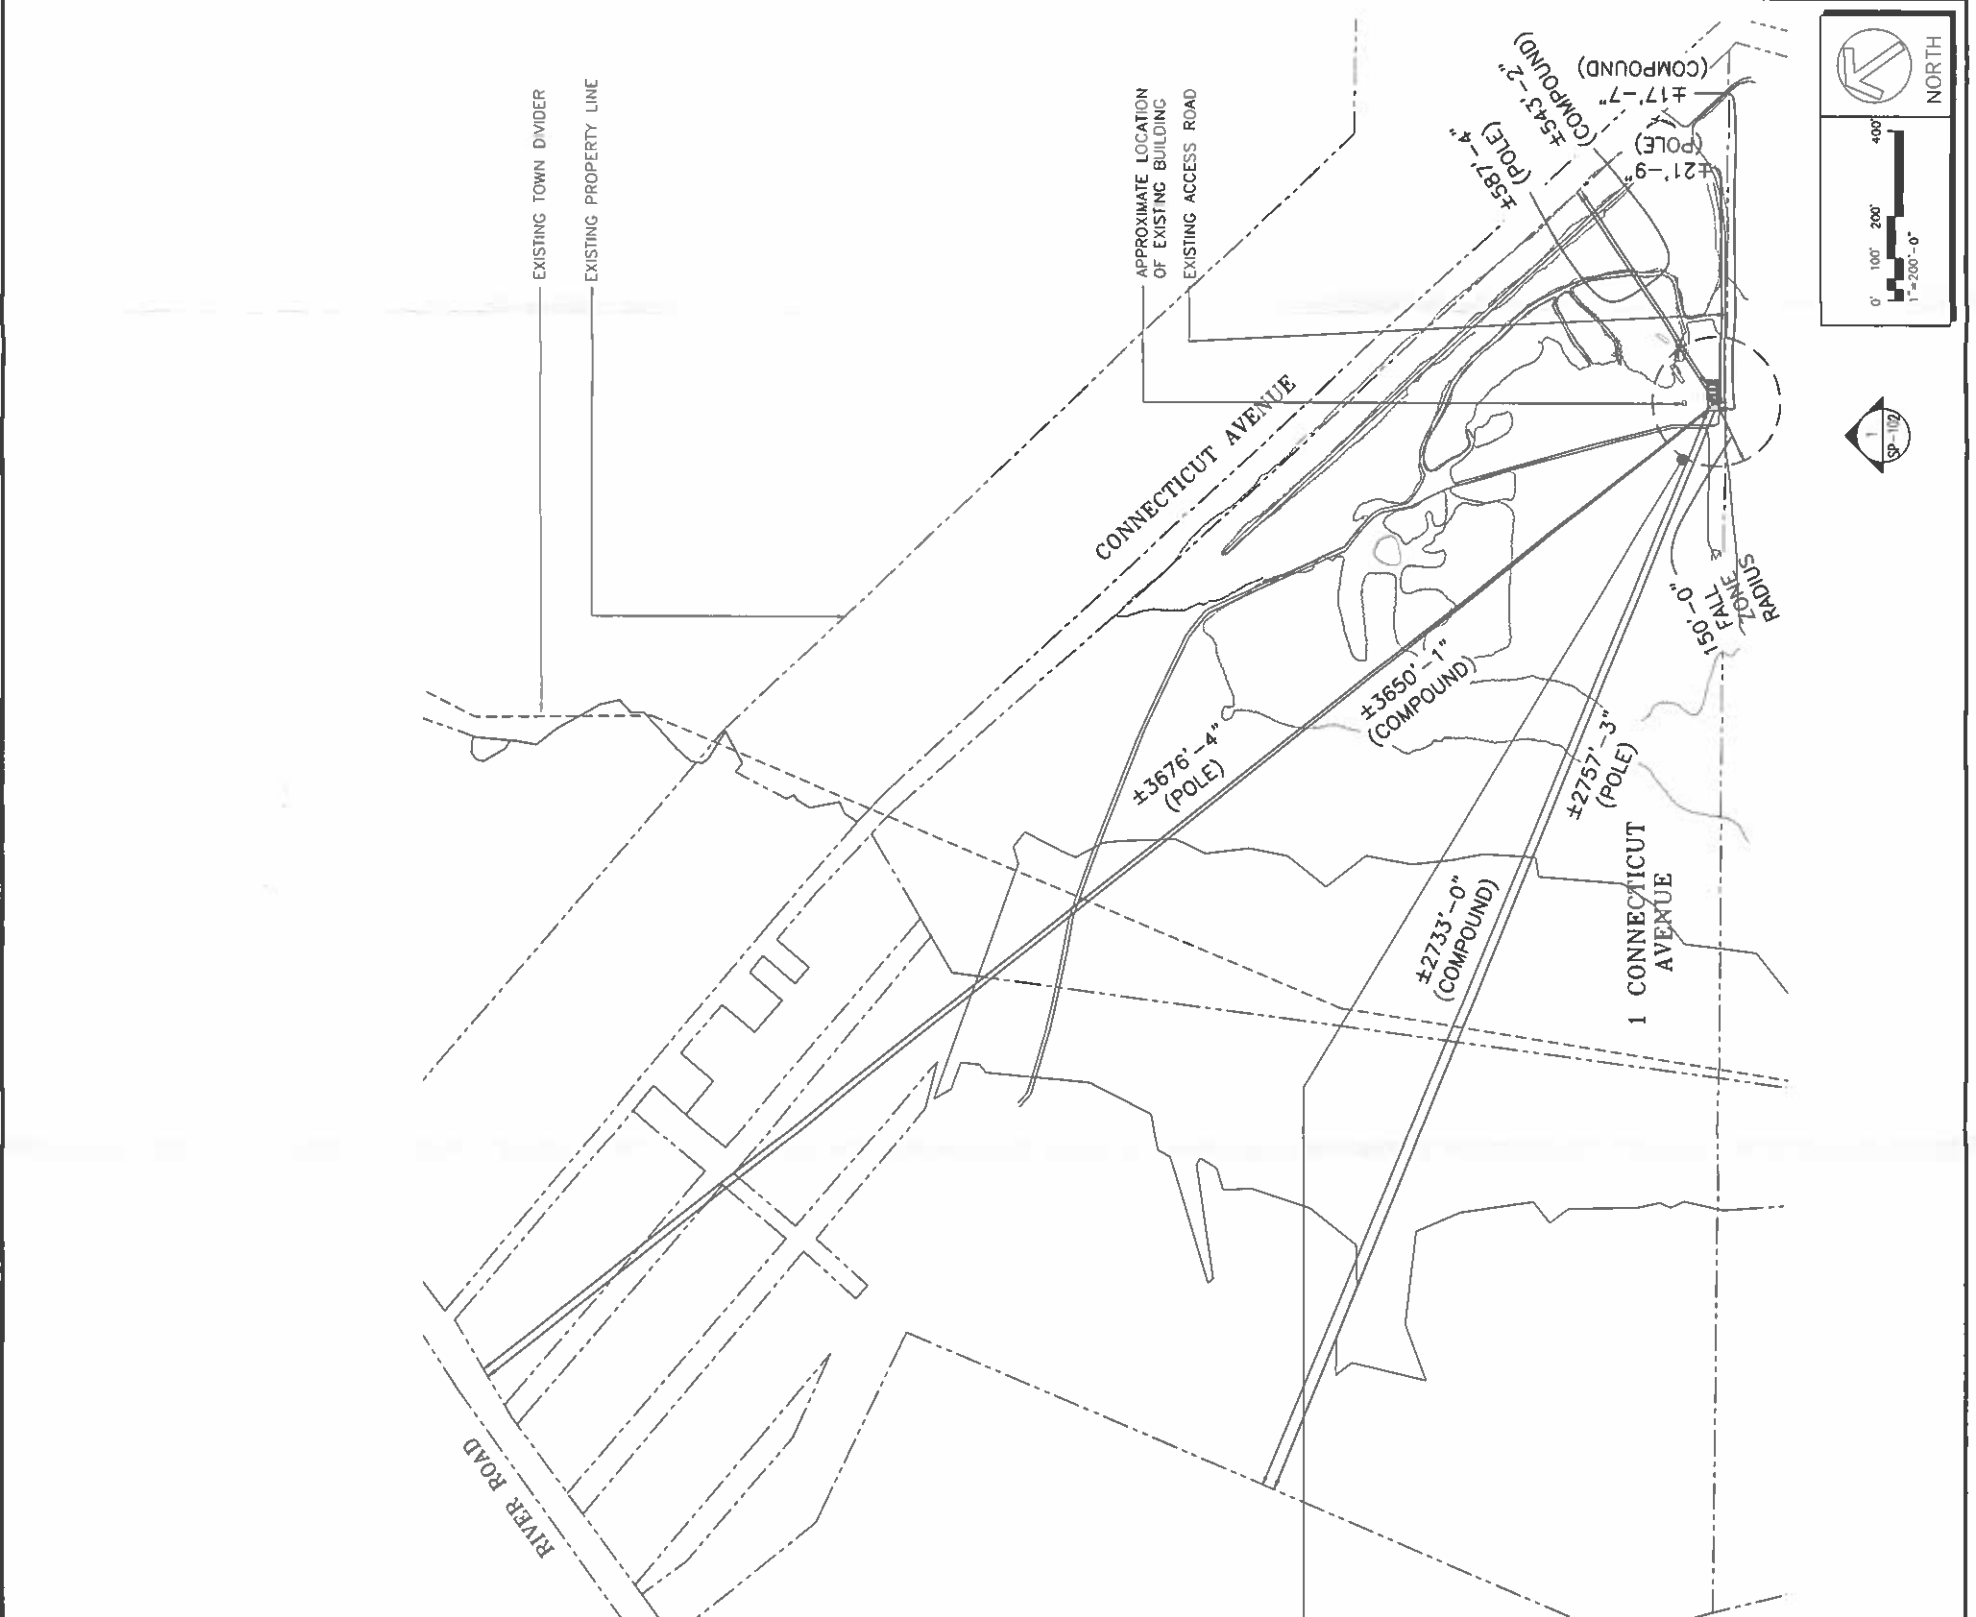 EXISTING TOWN DIVIDER
EXISTING PROPERTY LINE
APPROXIMATE LOCATION
OF EXISTING BUILDING
EXISTING ACCESS ROAD
±587'-4"
(POLE)
±543'-2"
(COMPOUND)
±17'-7"
(COMPOUND)
±21'-9"
(POLE)
NORTH
0' 100' 200' 400'
1"=200'-0"
1
SP-102
CONNECTICUT AVENUE
150'-0"
FALL
ZONE
RADIUS
±3650'-1"
(COMPOUND)
±3676'-4"
(POLE)
±2757'-3"
(POLE)
±2733'-0"
(COMPOUND)
1 CONNECTICUT
AVENUE
RIVER ROAD